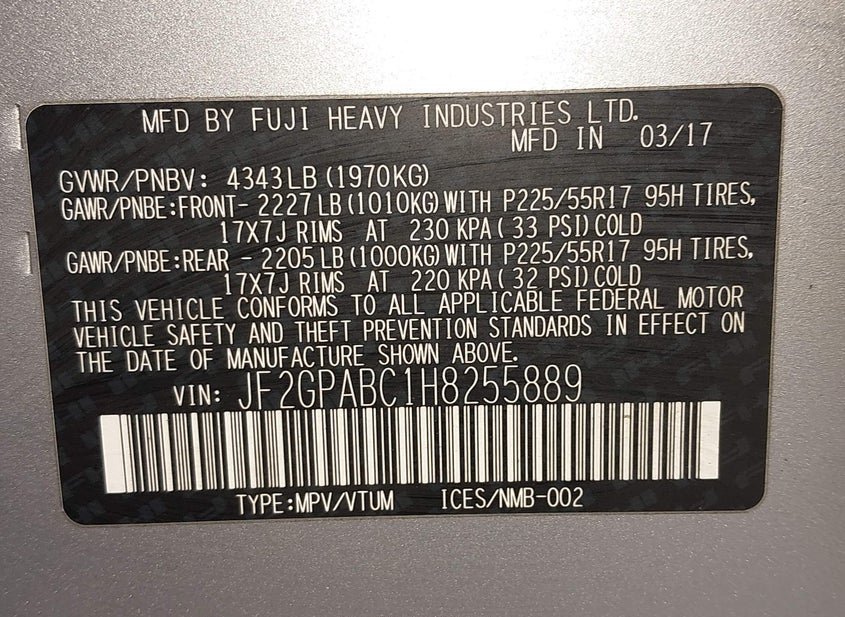 MFD BY FUJI HEAVY INDUSTRIES LTD.
MFD IN 03/17
GVWR/PNBV: 4343LB (1970KG)
GAWR/PNBE:FRONT- 2227 LB (1010KG) WITH P225/55R17 95H TIRES,
17X7J RIMS AT 230 KPA ( 33 PSI) COLD
GAWR/PNBE:REAR - 2205 LB (1000KG) WITH P225/55R17 95H TIRES,
17X7J RIMS AT 220 KPA ( 32 PSI) COLD
THIS VEHICLE CONFORMS TO ALL APPLICABLE FEDERAL MOTOR
VEHICLE SAFETY AND THEFT PREVENTION STANDARDS IN EFFECT ON
THE DATE OF MANUFACTURE SHOWN ABOVE.
VIN: JF2GPABC1H8255889
TYPE:MPV/VTUM ICES/NMB-002